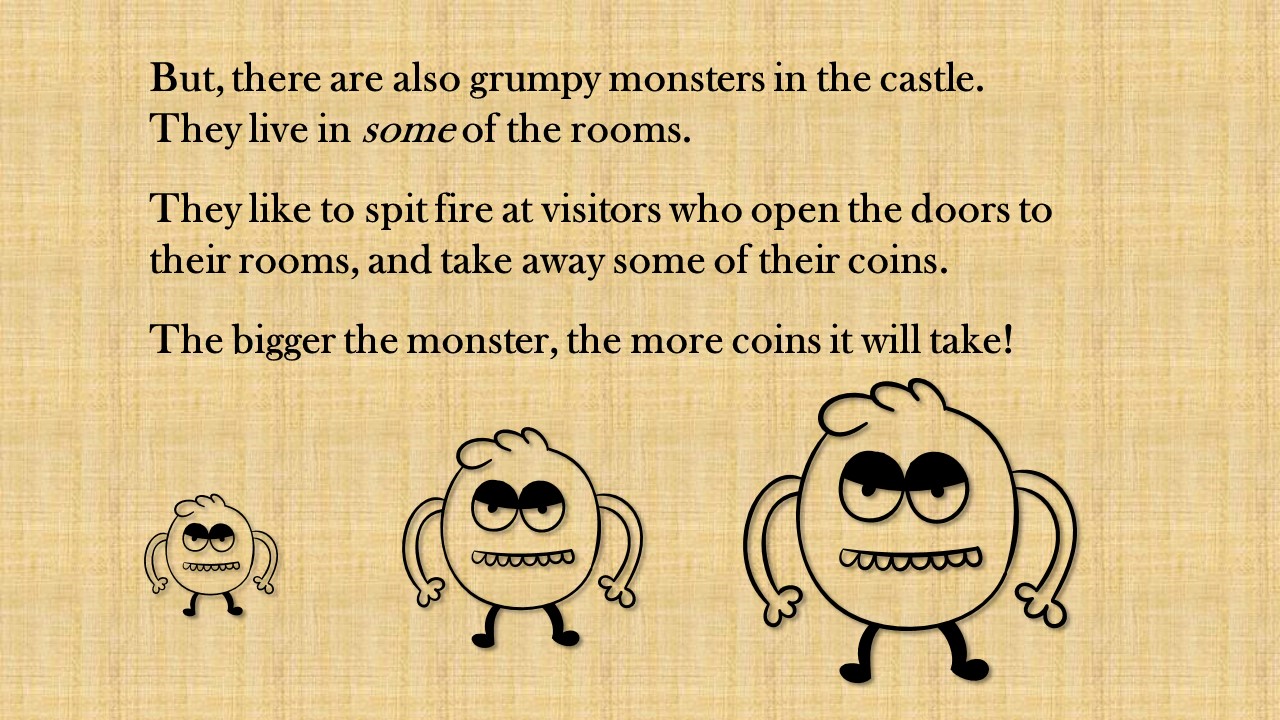 But, there are also grumpy monsters in the castle.
They live in some of the rooms.
They like to spit fire at visitors who open the doors to
their rooms, and take away some of their coins.
The bigger the monster, the more coins it will take!